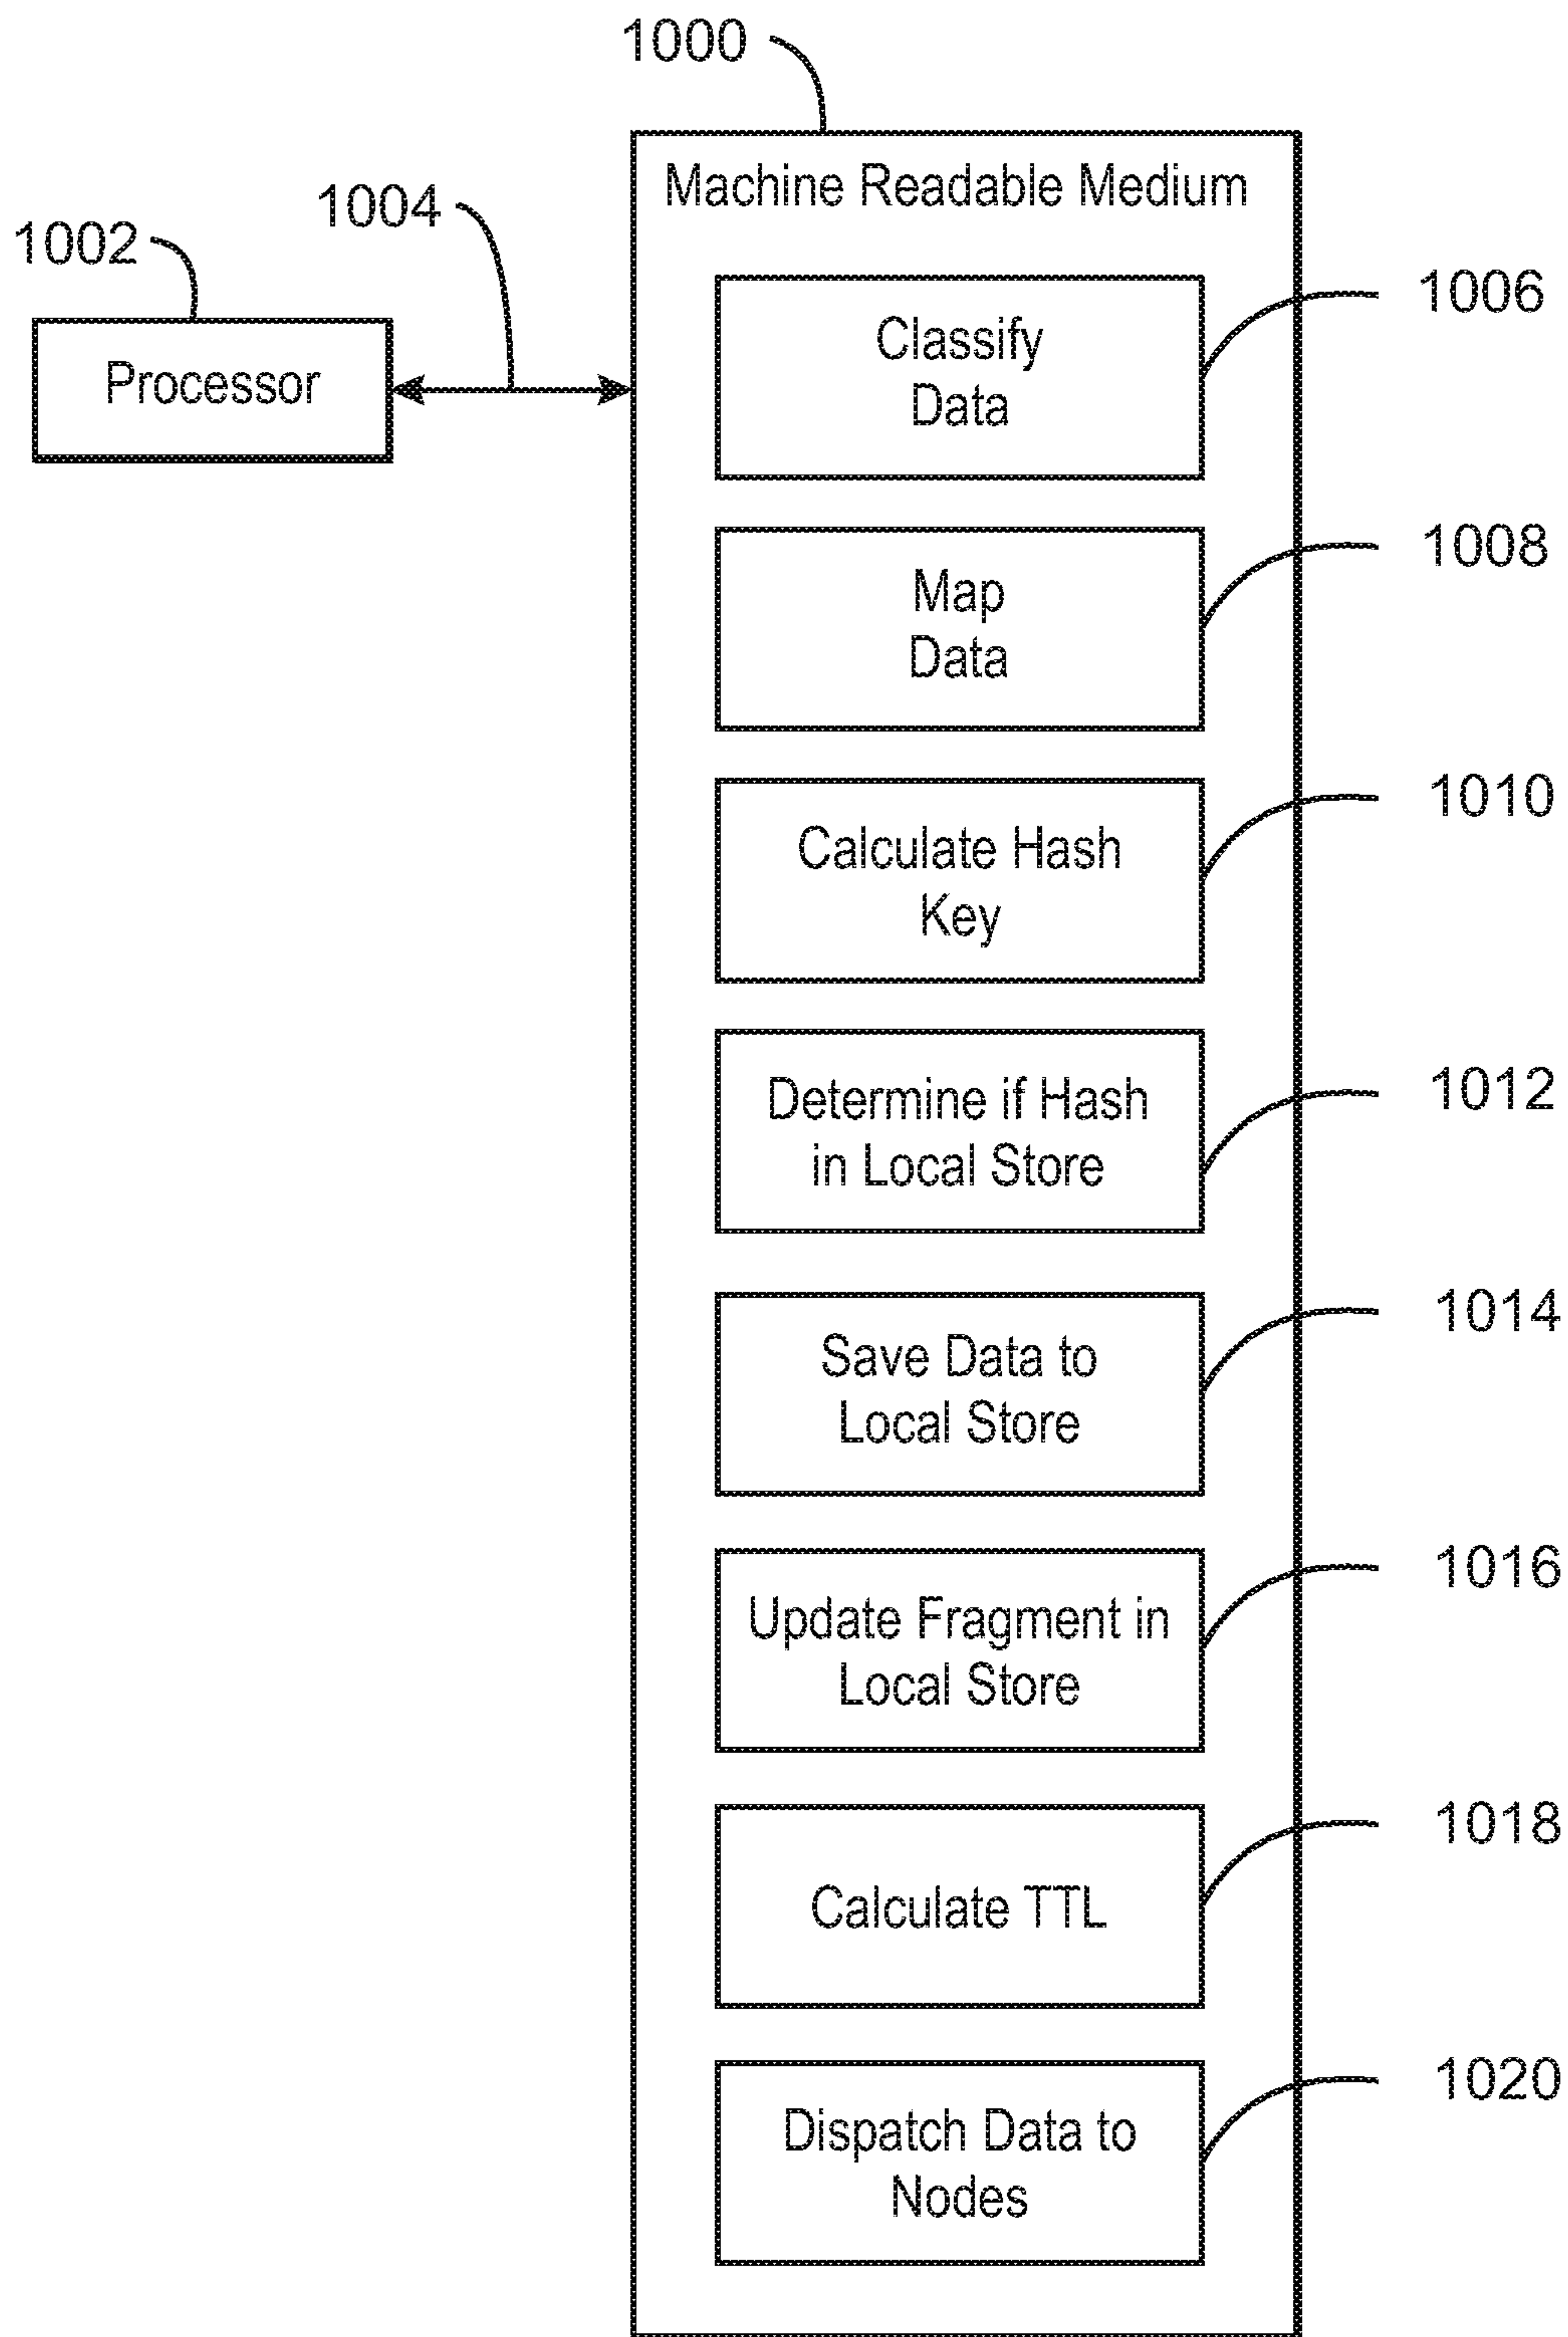 1000
Machine Readable Medium
1004
1002
Processor
Classify
Data
1006
Map
Data
1008
Calculate Hash
Key
1010
Determine if Hash
in Local Store
1012
Save Data to
Local Store
1014
Update Fragment in
Local Store
1016
Calculate TTL
1018
Dispatch Data to
Nodes
1020